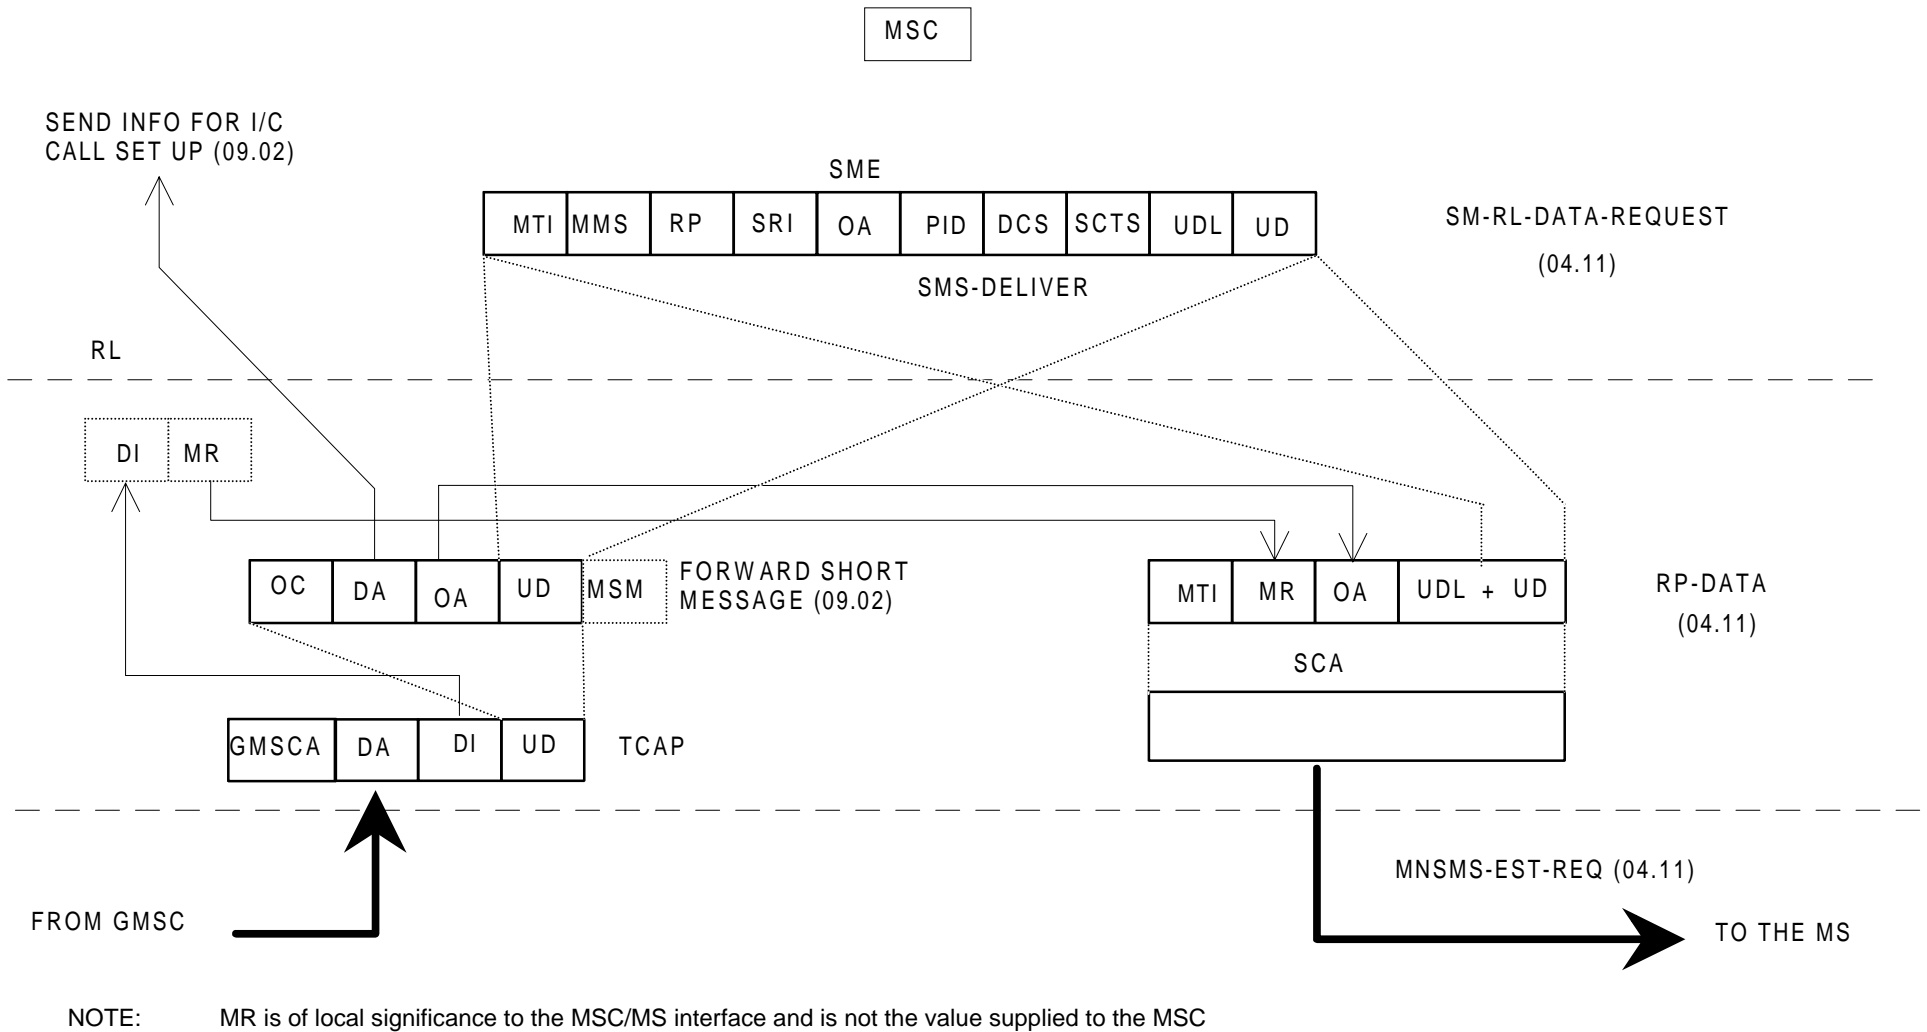 MSC
SEND INFO FOR I/C
CALL SET UP (09.02)
SME
MTI MMS RP SRI OA PID DCS SCTS UDL UD
SM-RL-DATA-REQUEST
(04.11)
SMS-DELIVER
RL
DI MR
OC DA OA UD MSM
FORWARD SHORT
MESSAGE (09.02)
MTI MR OA UDL + UD
RP-DATA
(04.11)
SCA
GMSCA DA DI UD TCAP
MNSMS-EST-REQ (04.11)
FROM GMSC
TO THE MS
NOTE: MR is of local significance to the MSC/MS interface and is not the value supplied to the MSC